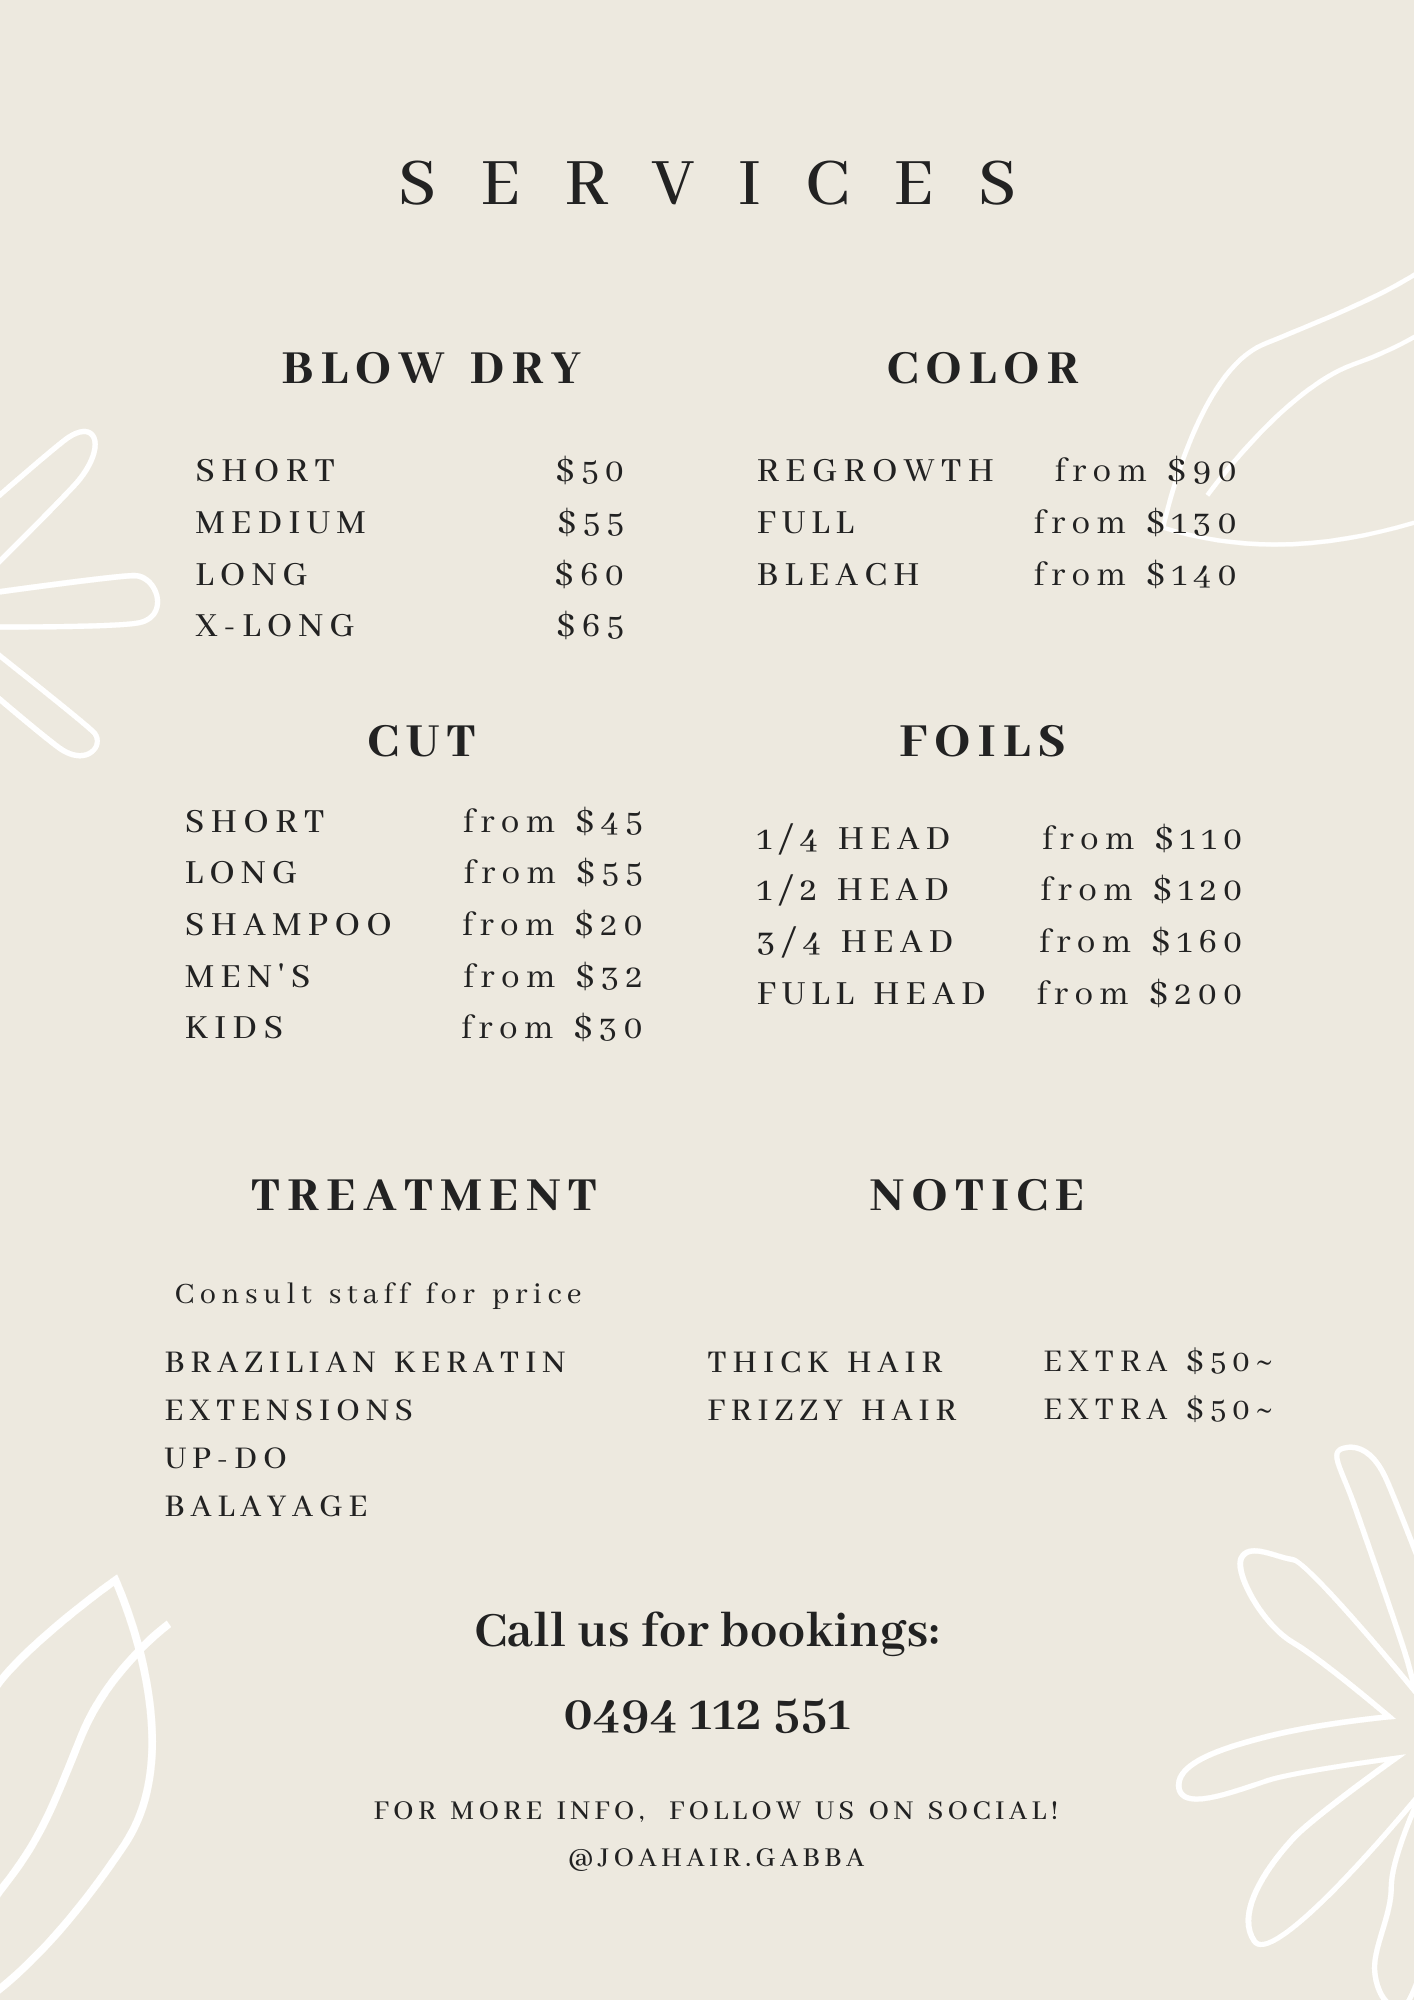 SERVICES
BLOW DRY
SHORT $50
MEDIUM $55
LONG $60
X-LONG $65
COLOR
REGROWTH from $90
FULL from $130
BLEACH from $140
CUT
SHORT from $45
LONG from $55
SHAMPOO from $20
MEN'S from $32
KIDS from $30
FOILS
1/4 HEAD from $110
1/2 HEAD from $120
3/4 HEAD from $160
FULL HEAD from $200
TREATMENT
Consult staff for price
BRAZILIAN KERATIN
EXTENSIONS
UP-DO
BALAYAGE
NOTICE
THICK HAIR EXTRA $50~
FRIZZY HAIR EXTRA $50~
Call us for bookings:
0494 112 551
FOR MORE INFO, FOLLOW US ON SOCIAL!
@JOAHAIR.GABBA